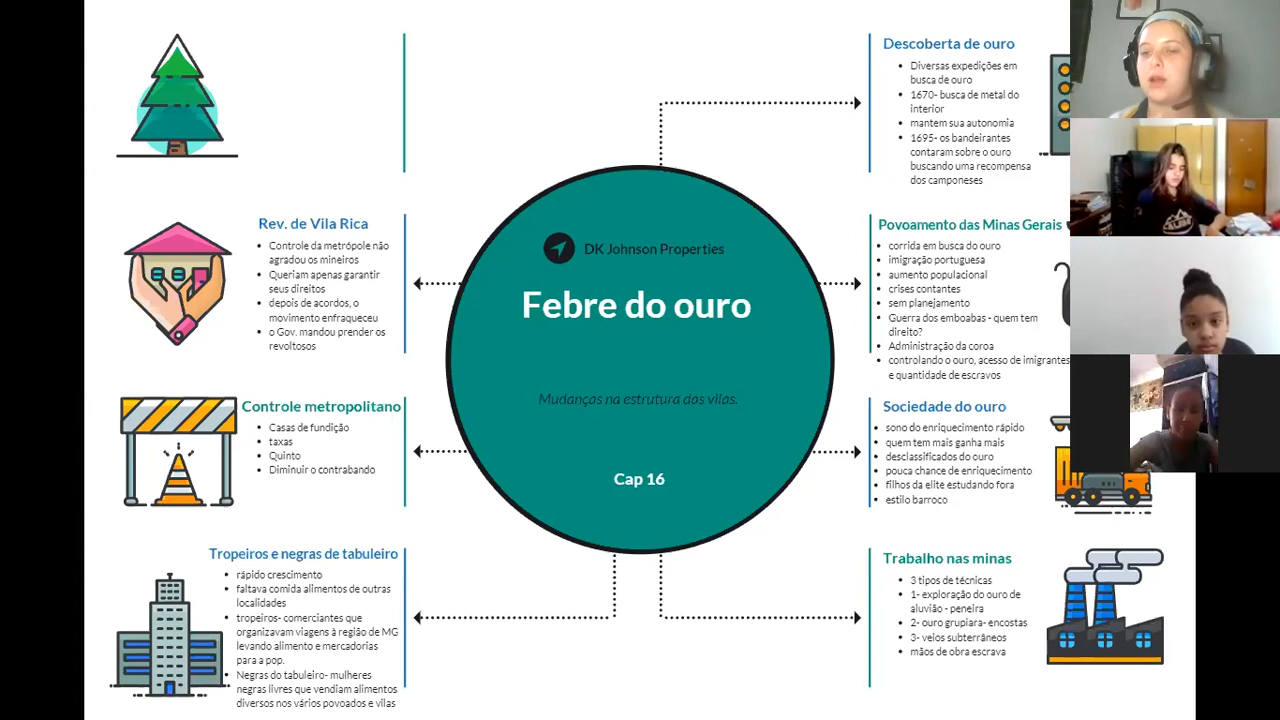 Descoberta de ouro
Diversas expedições em
busca de ouro
1670- busca de metal do
interior
mantem sua autonomia
1695- os bandeirantes
contaram sobre o ouro
buscando uma recompensa
dos camponeses
Rev. de Vila Rica
Controle da metrópole não
agradou os mineiros
Queriam apenas garantir
seus direitos
depois de acordos, o
movimento enfraqueceu
o Gov. mandou prender os
revoltosos
DK Johnson Properties
Febre do ouro
Mudanças na estrutura das vilas.
Cap 16
Povoamento das Minas Gerais
corrida em busca do ouro
imigração portuguesa
aumento populacional
crises contantes
sem planejamento
Guerra dos emboabas - quem tem
direito?
Administração da coroa
controlando o ouro, acesso de imigrantes
e quantidade de escravos
Controle metropolitano
Casas de fundição
taxas
Quinto
Diminuir o contrabando
Sociedade do ouro
sono do enriquecimento rápido
quem tem mais ganha mais
desclassificados do ouro
pouca chance de enriquecimento
filhos da elite estudando fora
estilo barroco
Tropeiros e negras de tabuleiro
rápido crescimento
faltava comida alimentos de outras
localidades
tropeiros- comerciantes que
organizavam viagens à região de MG
levando alimento e mercadorias
para a pop.
Negras do tabuleiro- mulheres
negras livres que vendiam alimentos
diversos nos vários povoados e vilas
Trabalho nas minas
3 tipos de técnicas
1- exploração do ouro de
aluvião - peneira
2- ouro grupiara- encostas
3- veios subterrâneos
mãos de obra escrava